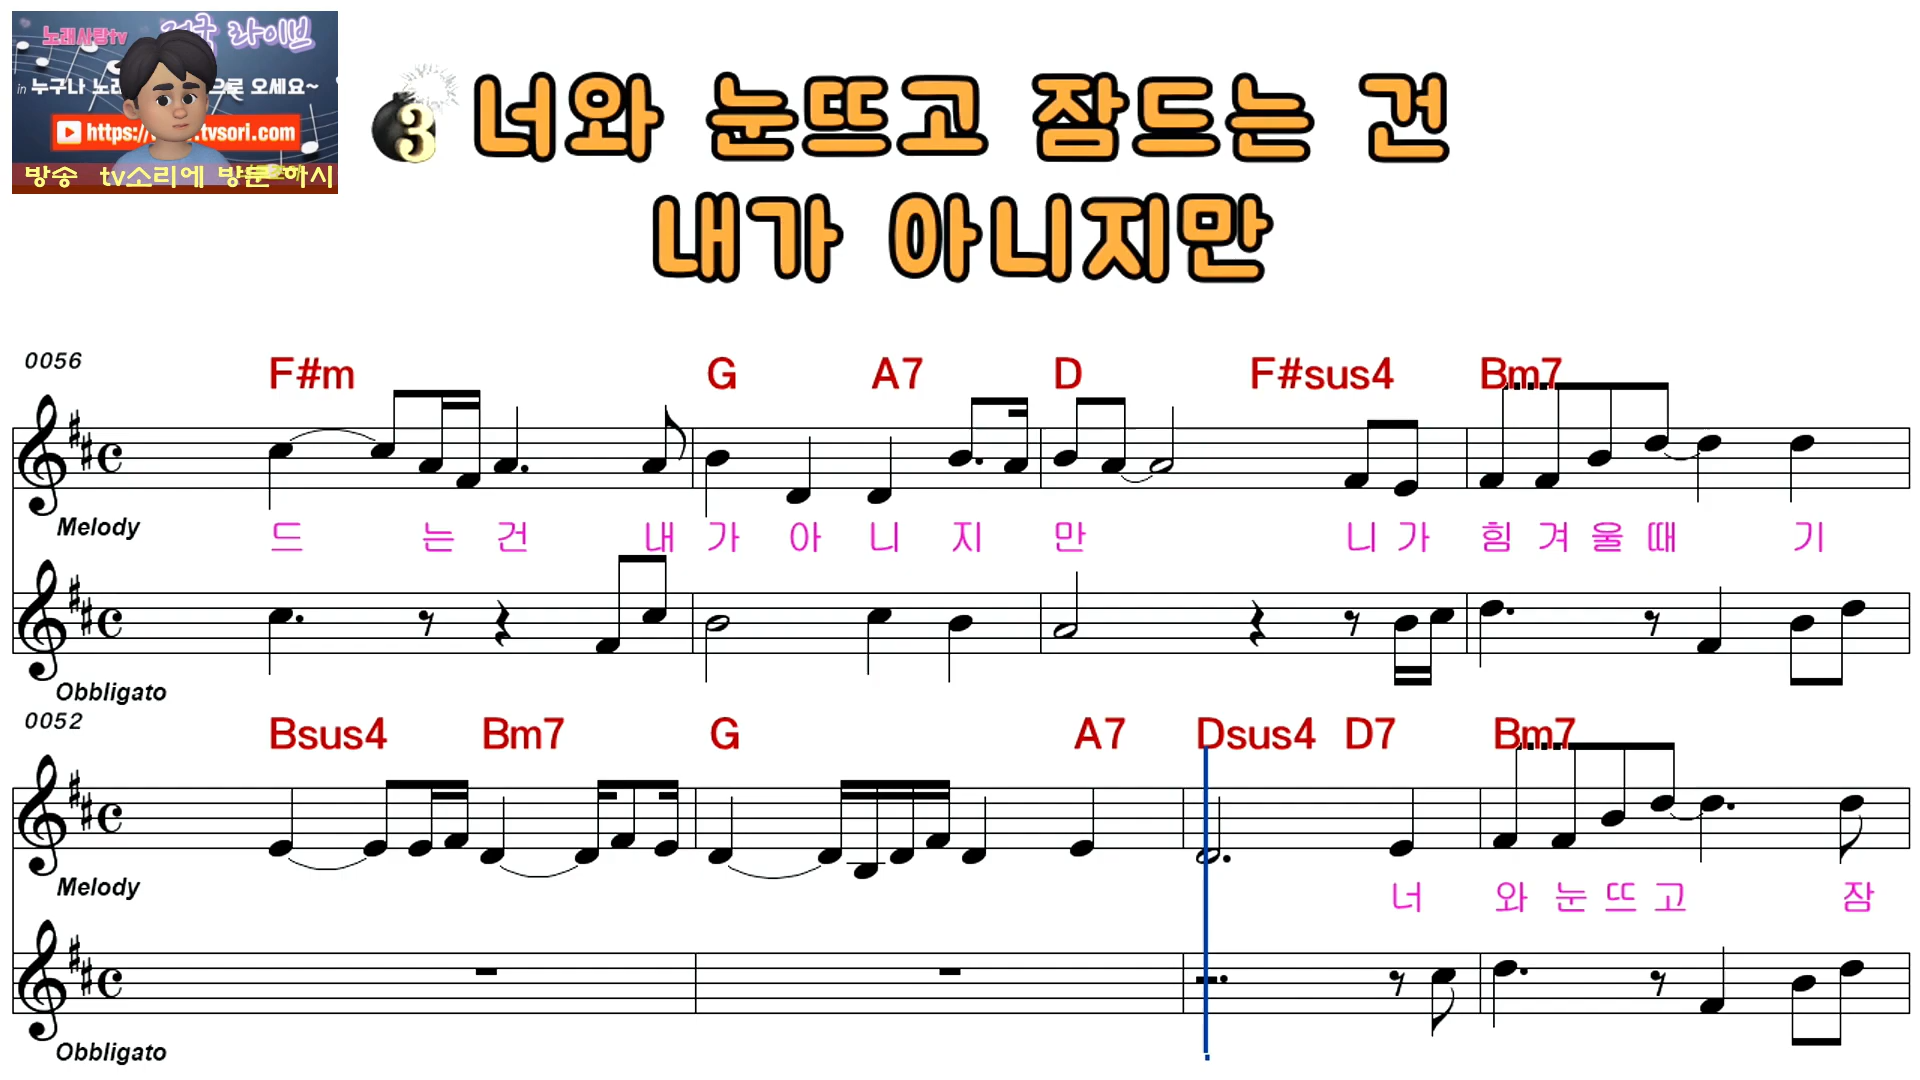 노래사랑tv 라이브
in 누구나 오세요~
tvsori.com
방송 tv소리에 방문 하시
3 너와 눈뜨고 잠드는 건
내가 아니지만
0056
F#m G A7 D F#sus4 Bm7
Melody
드 는 건 내 가 아 니 지 만 니 가 힘 겨 울 때 기
Obbligato
0052
Bsus4 Bm7 G A7 Dsus4 D7 Bm7
Melody
너 와 눈 뜨 고 잠
Obbligato